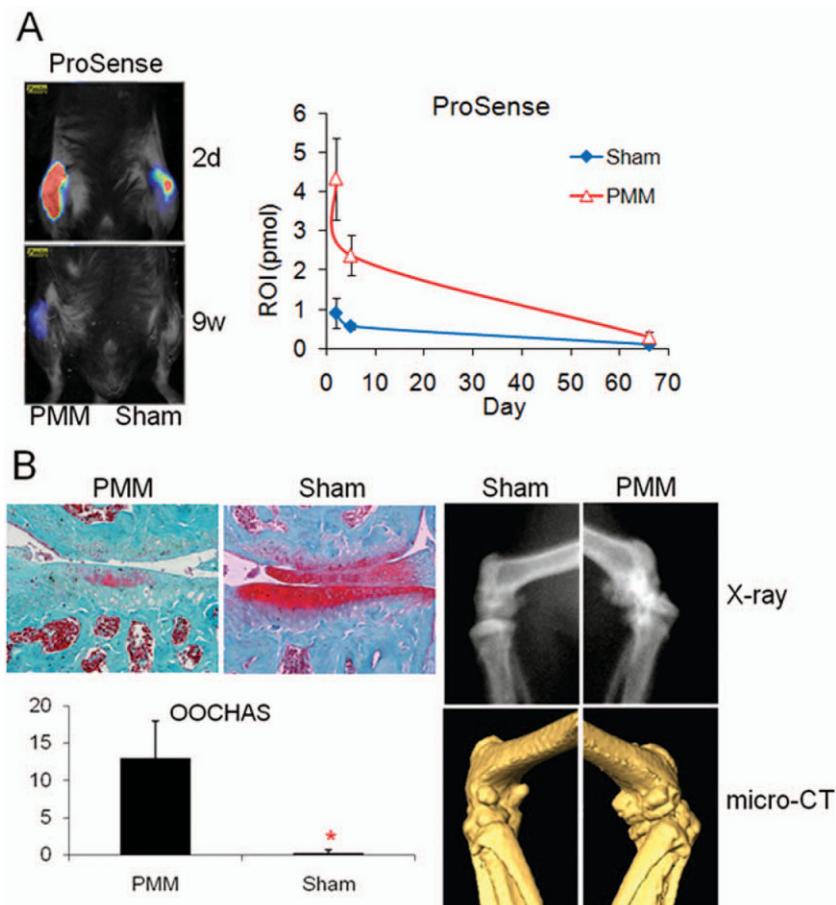 A
ProSense
2d
9w
PMM Sham
ProSense
Sham
PMM
ROI (pmol)
6
5
4
3
2
1
0
0 10 20 30 40 50 60 70
Day
B
PMM Sham
OOCHAS
20
15
10
5
0
*
PMM Sham
Sham PMM
X-ray
micro-CT